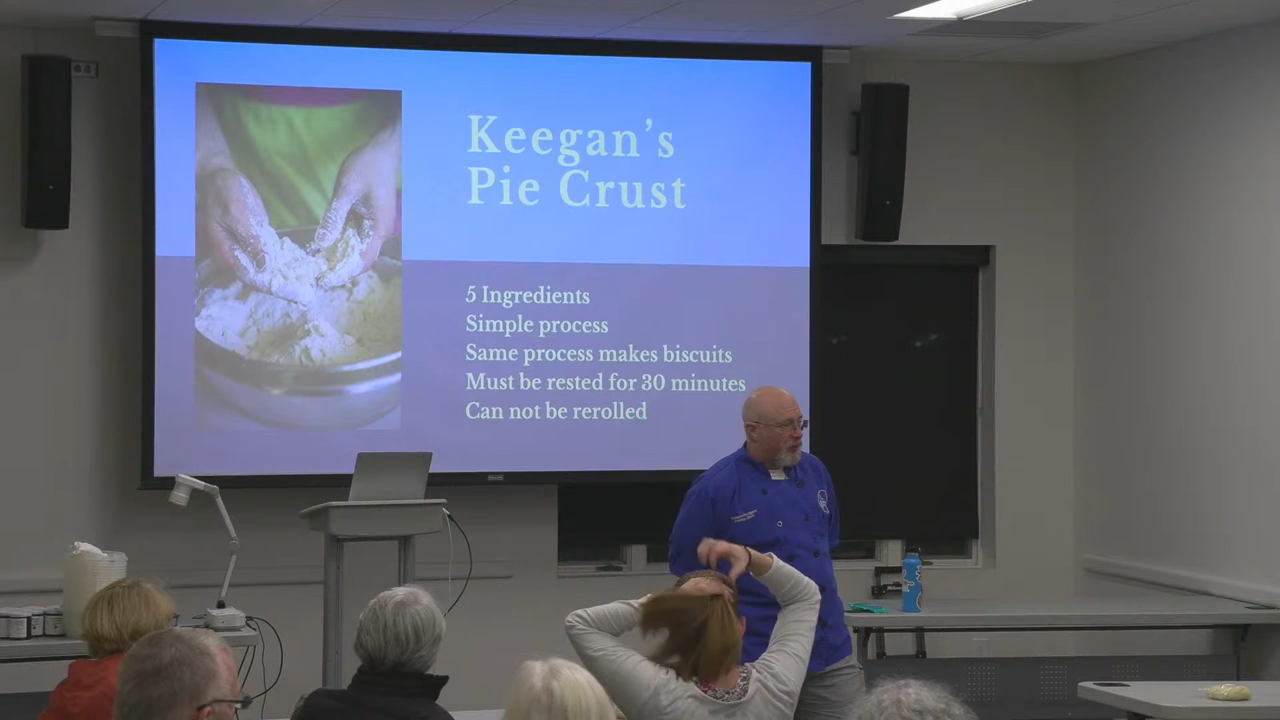 Keegan's
Pie Crust
5 Ingredients
Simple process
Same process makes biscuits
Must be rested for 30 minutes
Can not be rerolled